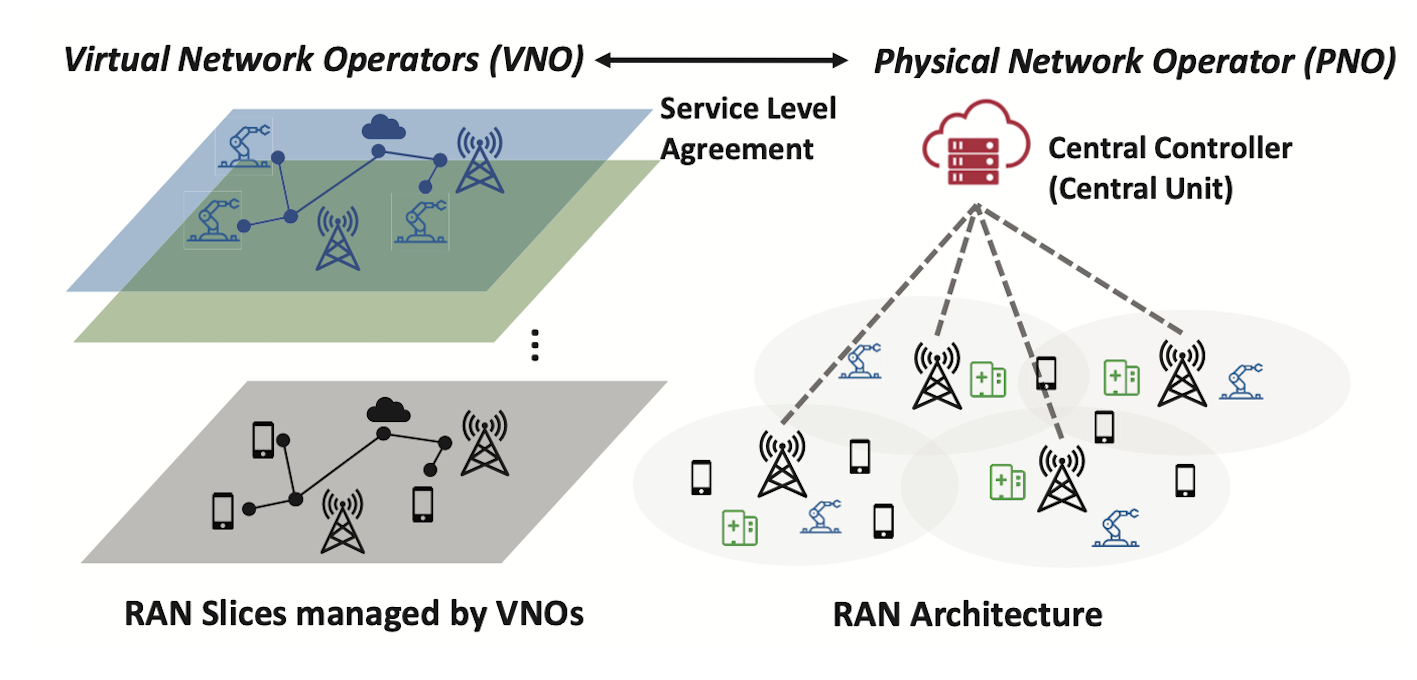 Virtual Network Operators (VNO)
Physical Network Operator (PNO)
Service Level
Agreement
Central Controller
(Central Unit)
RAN Slices managed by VNOs
RAN Architecture